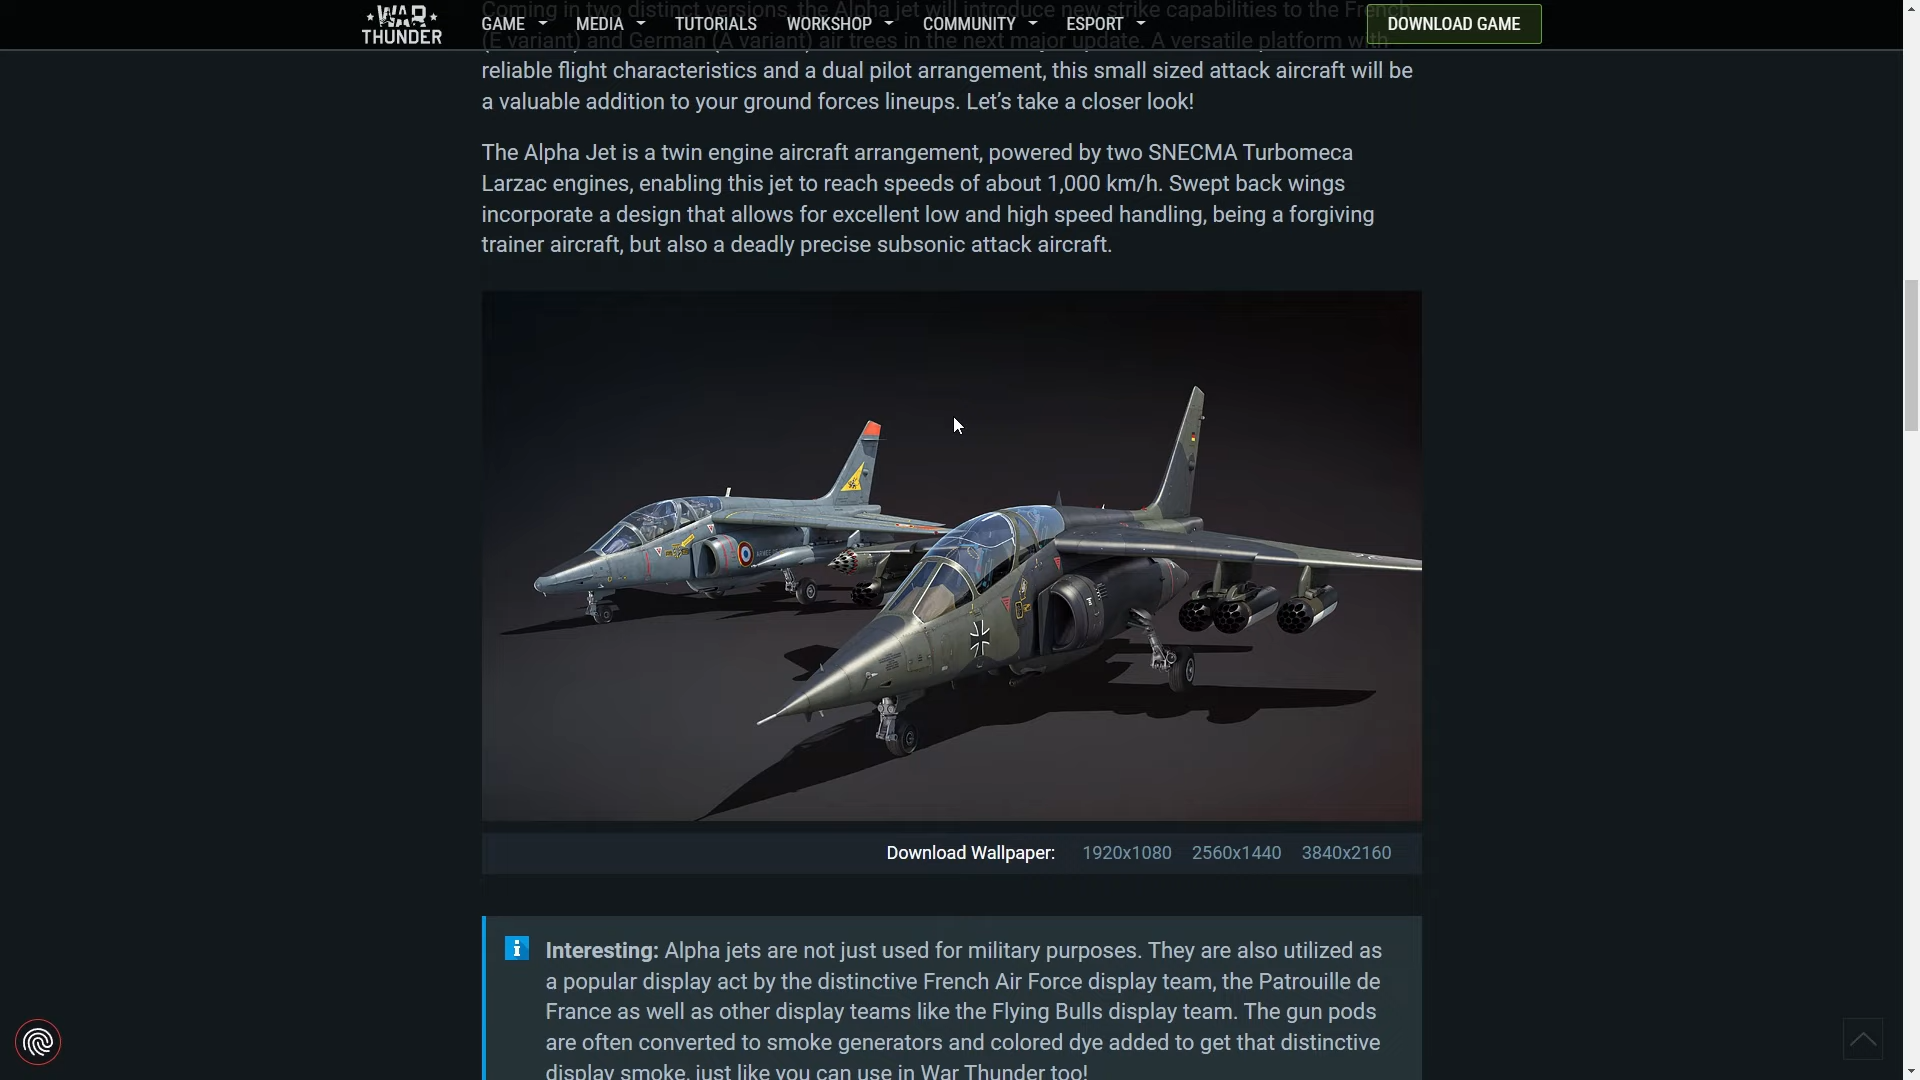 WAR
THUNDER
GAME
MEDIA
TUTORIALS
WORKSHOP
COMMUNITY
ESPORT
DOWNLOAD GAME
Coming in two distinct versions, the Alpha jet will introduce new strike capabilities to the French
(E variant) and German (A variant) air trees in the next major update. A versatile platform with
reliable flight characteristics and a dual pilot arrangement, this small sized attack aircraft will be
a valuable addition to your ground forces lineups. Let’s take a closer look!
The Alpha Jet is a twin engine aircraft arrangement, powered by two SNECMA Turbomeca
Larzac engines, enabling this jet to reach speeds of about 1,000 km/h. Swept back wings
incorporate a design that allows for excellent low and high speed handling, being a forgiving
trainer aircraft, but also a deadly precise subsonic attack aircraft.
Download Wallpaper: 1920x1080 2560x1440 3840x2160
Interesting: Alpha jets are not just used for military purposes. They are also utilized as
a popular display act by the distinctive French Air Force display team, the Patrouille de
France as well as other display teams like the Flying Bulls display team. The gun pods
are often converted to smoke generators and colored dye added to get that distinctive
display smoke, just like you can use in War Thunder too!